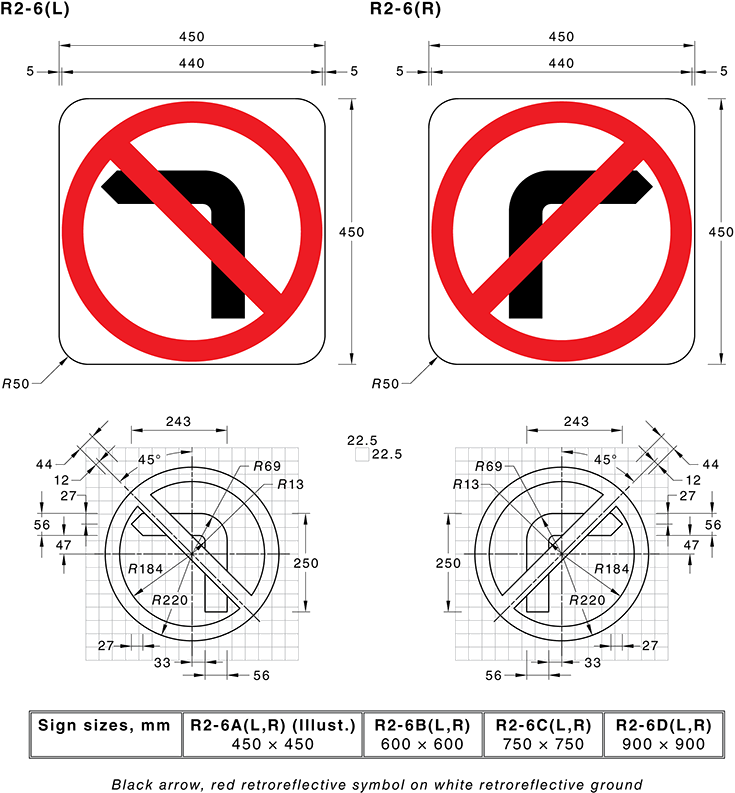 R2-6(L)
R2-6(R)
450
440
5
5
450
R50
450
440
5
5
450
R50
243
44
12
27
56
47
45°
R69
R13
R184
R220
250
27
33
56
22.5
22.5
243
44
12
27
56
47
45°
R69
R13
R184
R220
250
27
33
56
Sign sizes, mm
R2-6A(L,R) (Illust.)
450 × 450
R2-6B(L,R)
600 × 600
R2-6C(L,R)
750 × 750
R2-6D(L,R)
900 × 900
Black arrow, red retroreflective symbol on white retroreflective ground